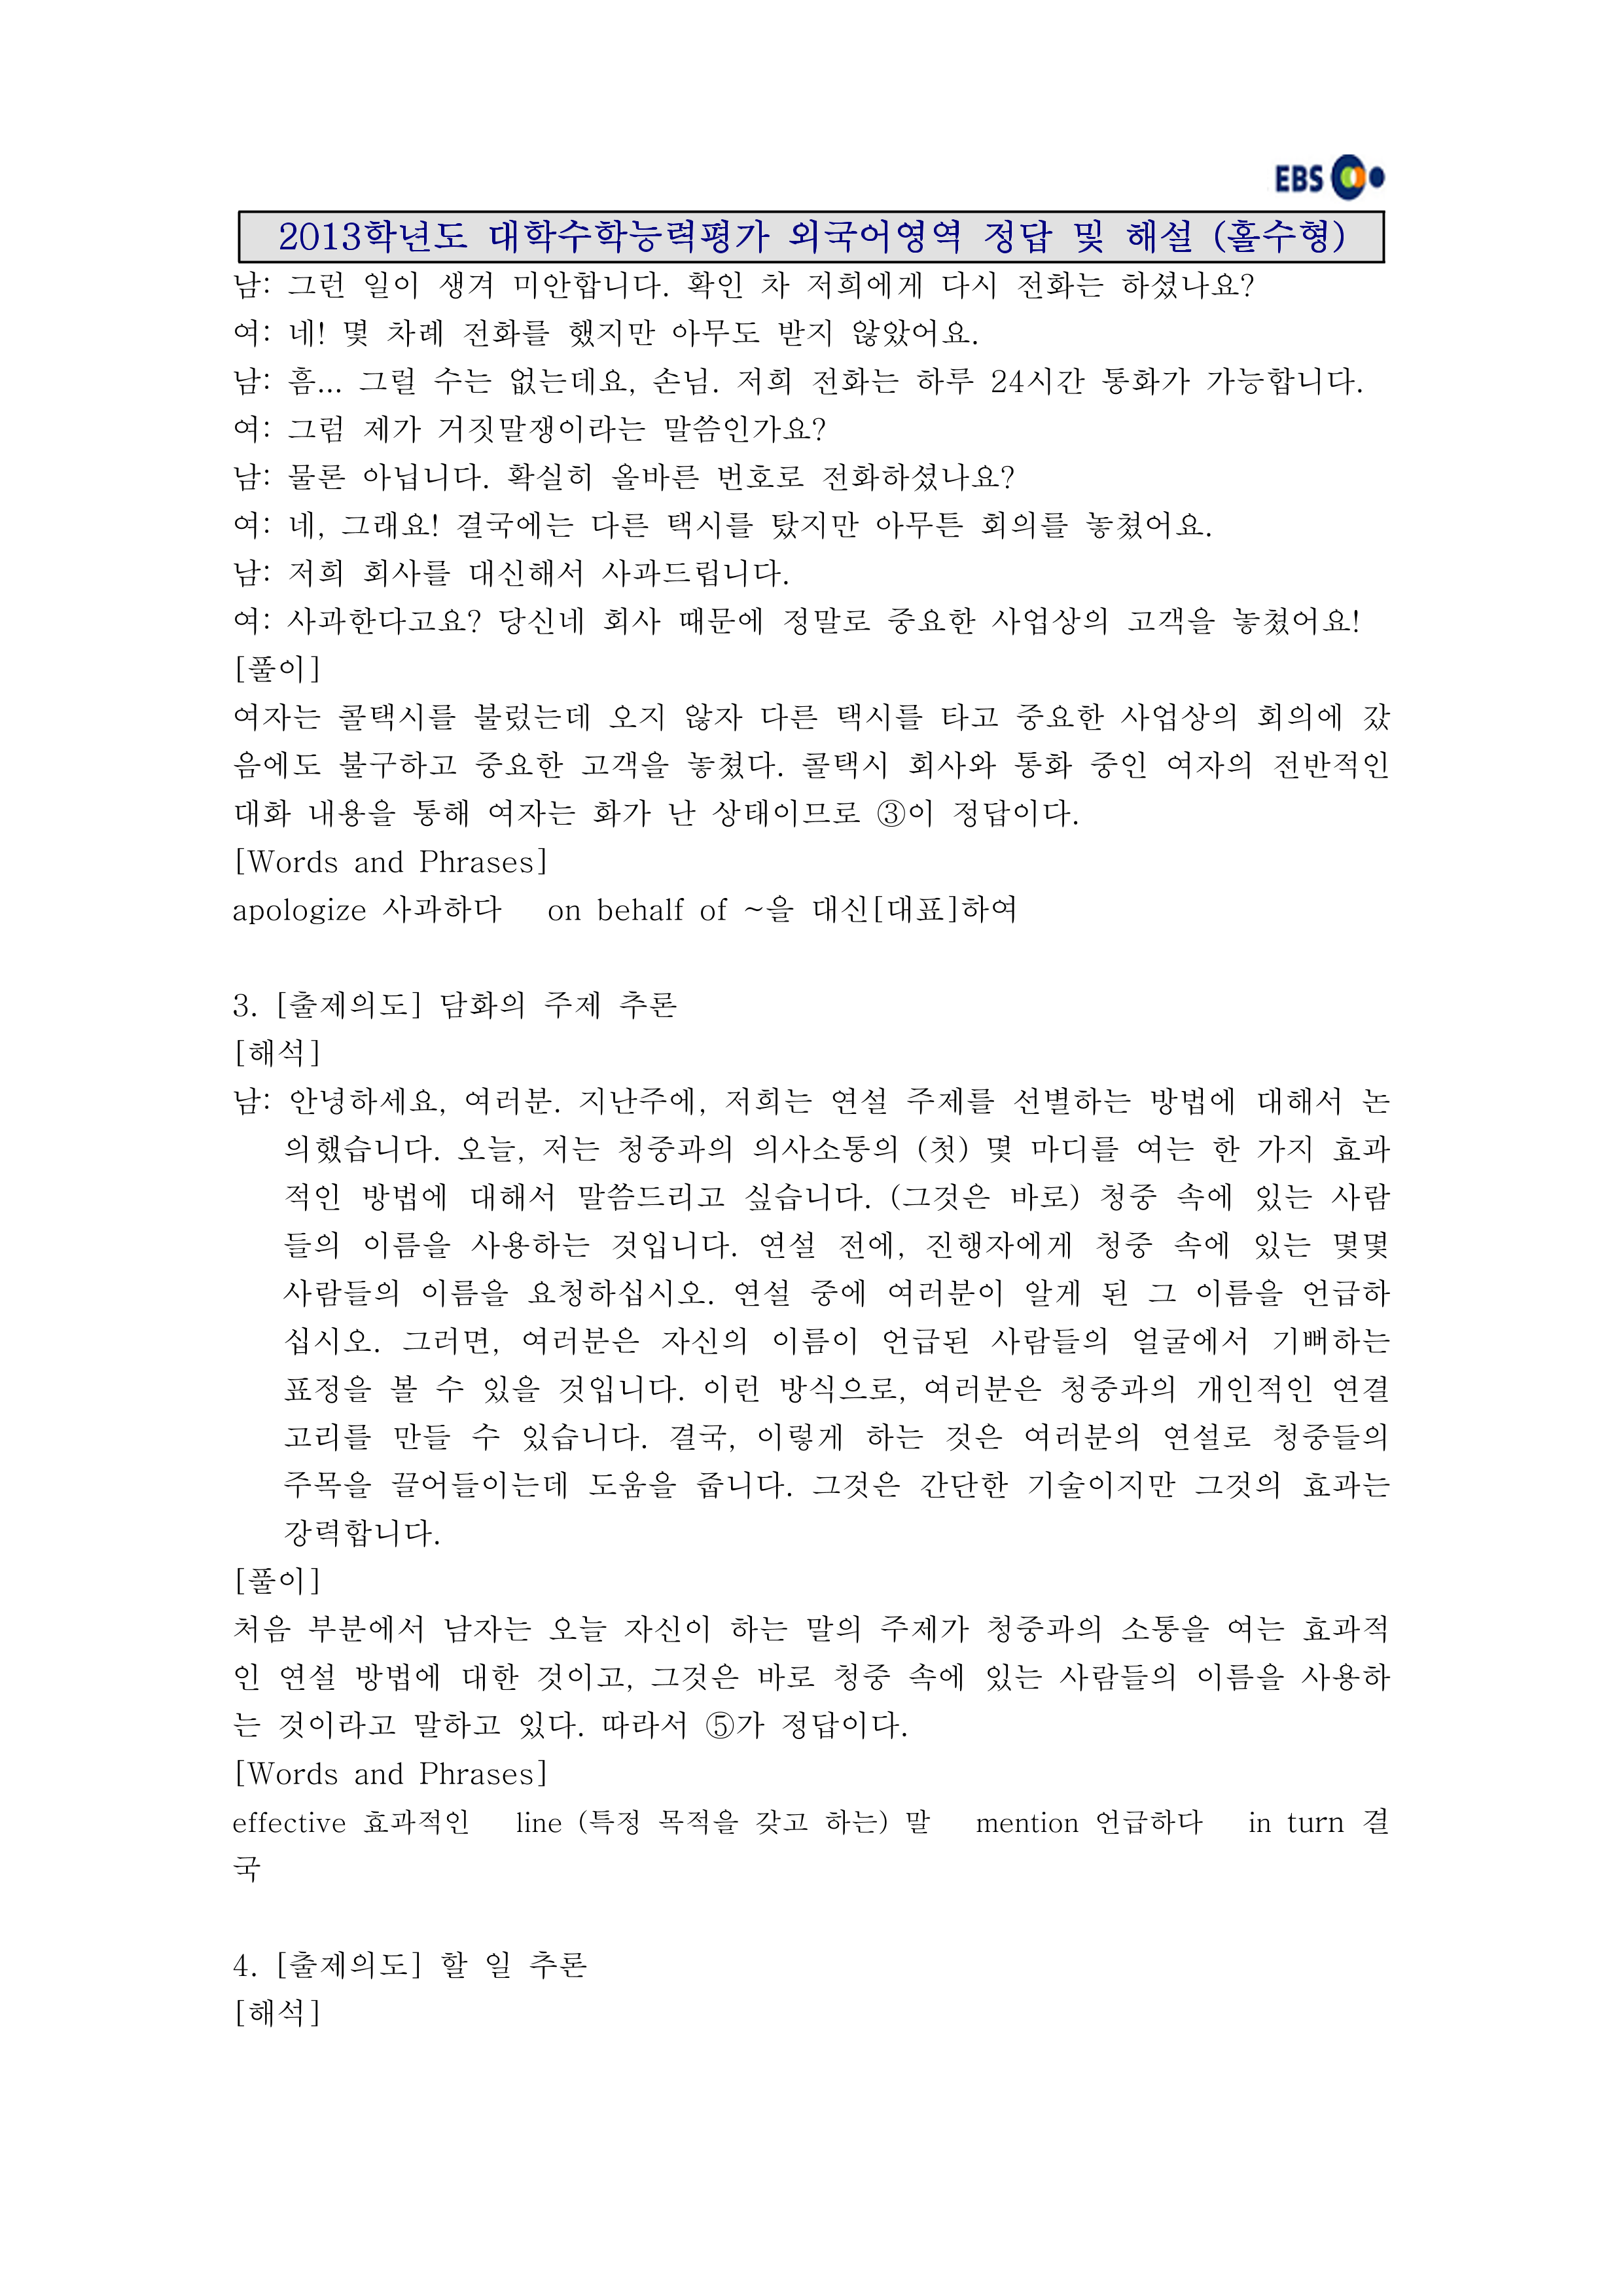 EBS
2013학년도 대학수학능력평가 외국어영역 정답 및 해설 (홀수형)
남: 그런 일이 생겨 미안합니다. 확인 차 저희에게 다시 전화는 하셨나요?
여: 네! 몇 차례 전화를 했지만 아무도 받지 않았어요.
남: 흠... 그럴 수는 없는데요, 손님. 저희 전화는 하루 24시간 통화가 가능합니다.
여: 그럼 제가 거짓말쟁이라는 말씀인가요?
남: 물론 아닙니다. 확실히 올바른 번호로 전화하셨나요?
여: 네, 그래요! 결국에는 다른 택시를 탔지만 아무튼 회의를 놓쳤어요.
남: 저희 회사를 대신해서 사과드립니다.
여: 사과한다고요? 당신네 회사 때문에 정말로 중요한 사업상의 고객을 놓쳤어요!
[풀이]
여자는 콜택시를 불렀는데 오지 않자 다른 택시를 타고 중요한 사업상의 회의에 갔
음에도 불구하고 중요한 고객을 놓쳤다. 콜택시 회사와 통화 중인 여자의 전반적인
대화 내용을 통해 여자는 화가 난 상태이므로 ③이 정답이다.
[Words and Phrases]
apologize 사과하다 on behalf of ~을 대신[대표]하여
3. [출제의도] 담화의 주제 추론
[해석]
남: 안녕하세요, 여러분. 지난주에, 저희는 연설 주제를 선별하는 방법에 대해서 논
의했습니다. 오늘, 저는 청중과의 의사소통의 (첫) 몇 마디를 여는 한 가지 효과
적인 방법에 대해서 말씀드리고 싶습니다. (그것은 바로) 청중 속에 있는 사람
들의 이름을 사용하는 것입니다. 연설 전에, 진행자에게 청중 속에 있는 몇몇
사람들의 이름을 요청하십시오. 연설 중에 여러분이 알게 된 그 이름을 언급하
십시오. 그러면, 여러분은 자신의 이름이 언급된 사람들의 얼굴에서 기뻐하는
표정을 볼 수 있을 것입니다. 이런 방식으로, 여러분은 청중과의 개인적인 연결
고리를 만들 수 있습니다. 결국, 이렇게 하는 것은 여러분의 연설로 청중들의
주목을 끌어들이는데 도움을 줍니다. 그것은 간단한 기술이지만 그것의 효과는
강력합니다.
[풀이]
처음 부분에서 남자는 오늘 자신이 하는 말의 주제가 청중과의 소통을 여는 효과적
인 연설 방법에 대한 것이고, 그것은 바로 청중 속에 있는 사람들의 이름을 사용하
는 것이라고 말하고 있다. 따라서 ⑤가 정답이다.
[Words and Phrases]
effective 효과적인 line (특정 목적을 갖고 하는) 말 mention 언급하다 in turn 결
국
4. [출제의도] 할 일 추론
[해석]